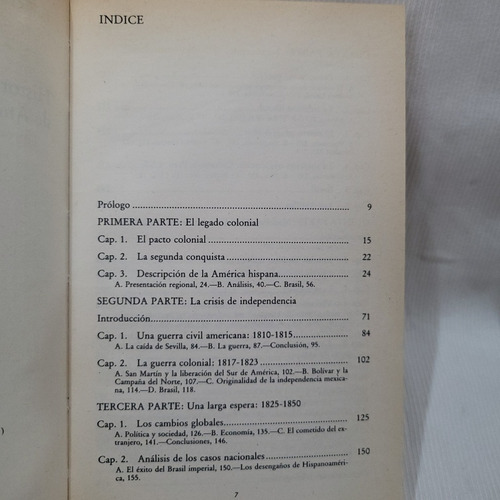 INDICE
Prólogo ........ 9
PRIMERA PARTE: El legado colonial
Cap. 1. El pacto colonial ........ 15
Cap. 2. La segunda conquista ........ 22
Cap. 3. Descripción de la América hispana ........ 24
A. Presentación regional, 24.—B. Análisis, 40.—C. Brasil, 56.
SEGUNDA PARTE: La crisis de independencia
Introducción ........ 71
Cap. 1. Una guerra civil americana: 1810-1815 ........ 84
A. La caída de Sevilla, 84.—B. La guerra, 87.—Conclusión, 95.
Cap. 2. La guerra colonial: 1817-1823 ........ 102
A. San Martín y la liberación del Sur de América, 102.—B. Bolívar y la
Campaña del Norte, 107.—C. Originalidad de la independencia mexica-
na, 114.—D. Brasil, 118.
TERCERA PARTE: Una larga espera: 1825-1850
Cap. 1. Los cambios globales ........ 125
A. Política y sociedad, 126.—B. Economía, 135.—C. El cometido del ex-
tranjero, 141.—Conclusiones, 146.
Cap. 2. Análisis de los casos nacionales ........ 150
A. El éxito del Brasil imperial, 150.—Los desengaños de Hispanoaméri-
ca, 155.
7
)